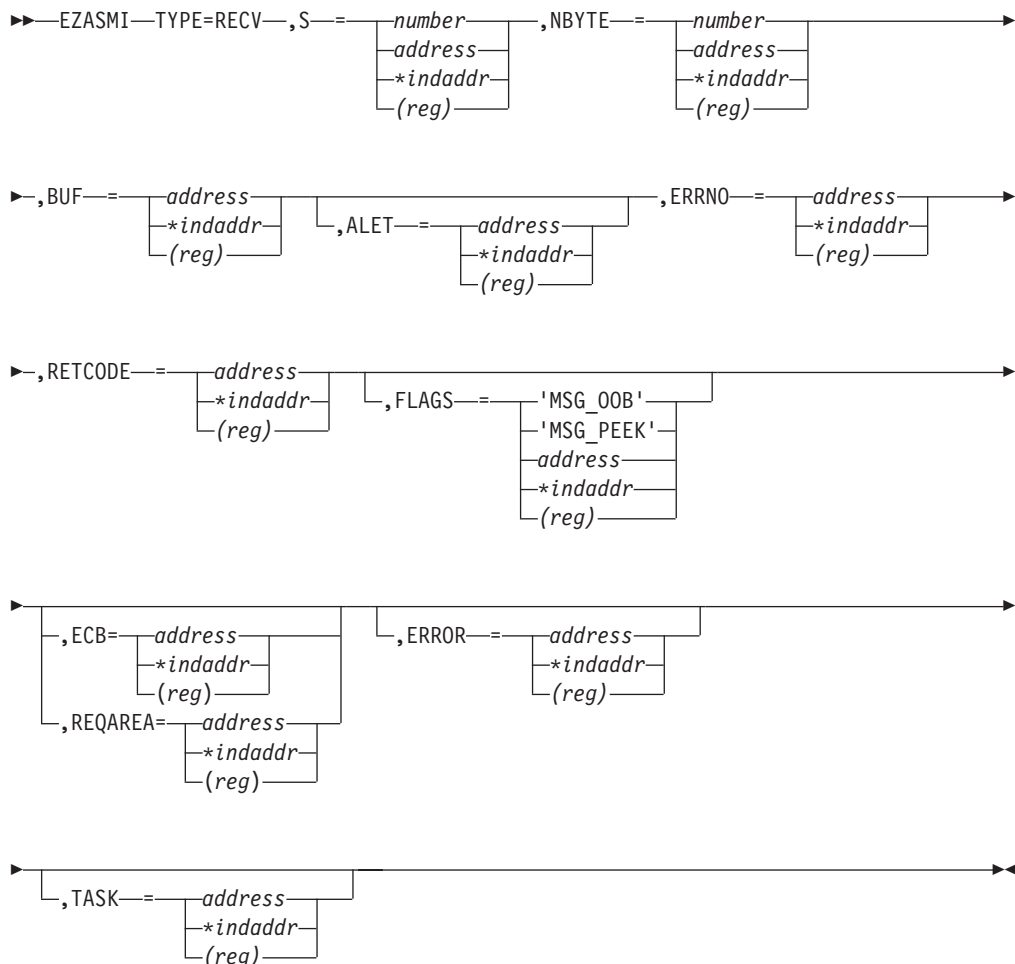 EZASMI TYPE=RECV ,S = number ,NBYTE = number
address address
*indaddr *indaddr
(reg) (reg)
,BUF = address ,ERRNO = address
*indaddr ,ALET = address *indaddr
(reg) *indaddr (reg)
(reg)
,RETCODE = address
*indaddr ,FLAGS = 'MSG_OOB'
(reg) 'MSG_PEEK'
address
*indaddr
(reg)
,ECB= address ,ERROR = address
*indaddr *indaddr
(reg) (reg)
,REQAREA= address
*indaddr
(reg)
,TASK = address
*indaddr
(reg)